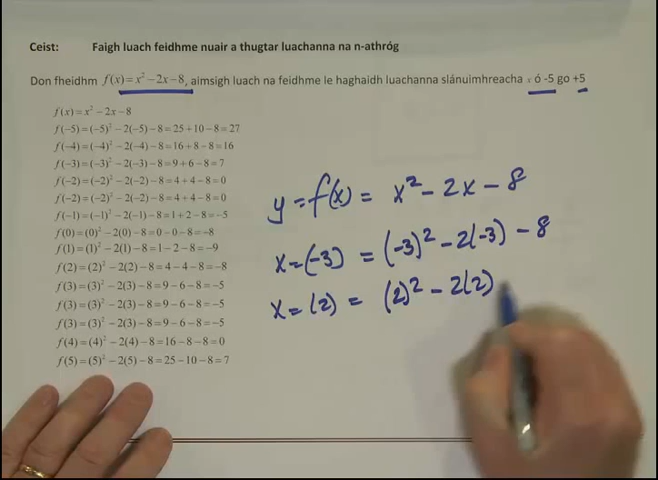 Ceist: Faigh luach feidhme nuair a thugtar luachanna na n-athróg
Don fheidhm f(x)=x²−2x−8, aimsigh luach na feidhme le haghaidh luachanna slánuimhreacha x ó -5 go +5
f(x)=x²−2x−8
f(−5)=(−5)²−2(−5)−8=25+10−8=27
f(−4)=(−4)²−2(−4)−8=16+8−8=16
f(−3)=(−3)²−2(−3)−8=9+6−8=7
f(−2)=(−2)²−2(−2)−8=4+4−8=0
f(−2)=(−2)²−2(−2)−8=4+4−8=0
f(−1)=(−1)²−2(−1)−8=1+2−8=−5
f(0)=(0)²−2(0)−8=0−0−8=−8
f(1)=(1)²−2(1)−8=1−2−8=−9
f(2)=(2)²−2(2)−8=4−4−8=−8
f(3)=(3)²−2(3)−8=9−6−8=−5
f(3)=(3)²−2(3)−8=9−6−8=−5
f(3)=(3)²−2(3)−8=9−6−8=−5
f(4)=(4)²−2(4)−8=16−8−8=0
f(5)=(5)²−2(5)−8=25−10−8=7
y=f(x)= x²−2x−8
x=(−3) = (−3)²−2(−3)−8
x=(2) = (2)²−2(2)